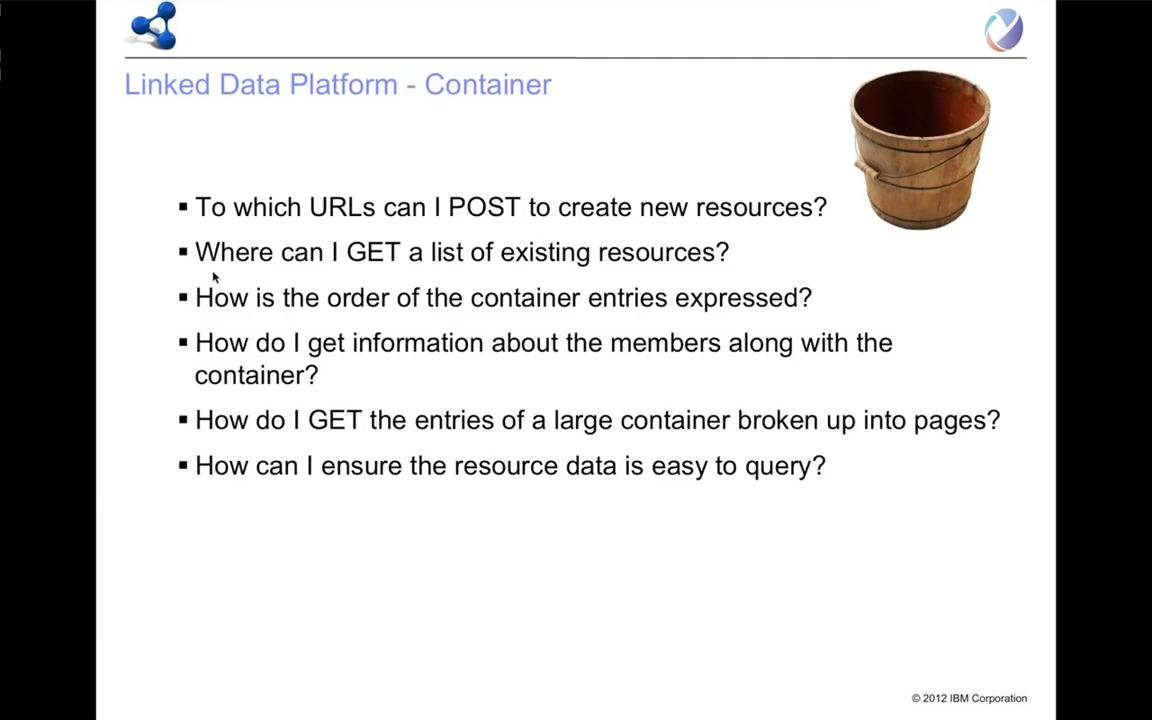 Linked Data Platform - Container
▪ To which URLs can I POST to create new resources?
▪ Where can I GET a list of existing resources?
▪ How is the order of the container entries expressed?
▪ How do I get information about the members along with the
container?
▪ How do I GET the entries of a large container broken up into pages?
▪ How can I ensure the resource data is easy to query?
© 2012 IBM Corporation